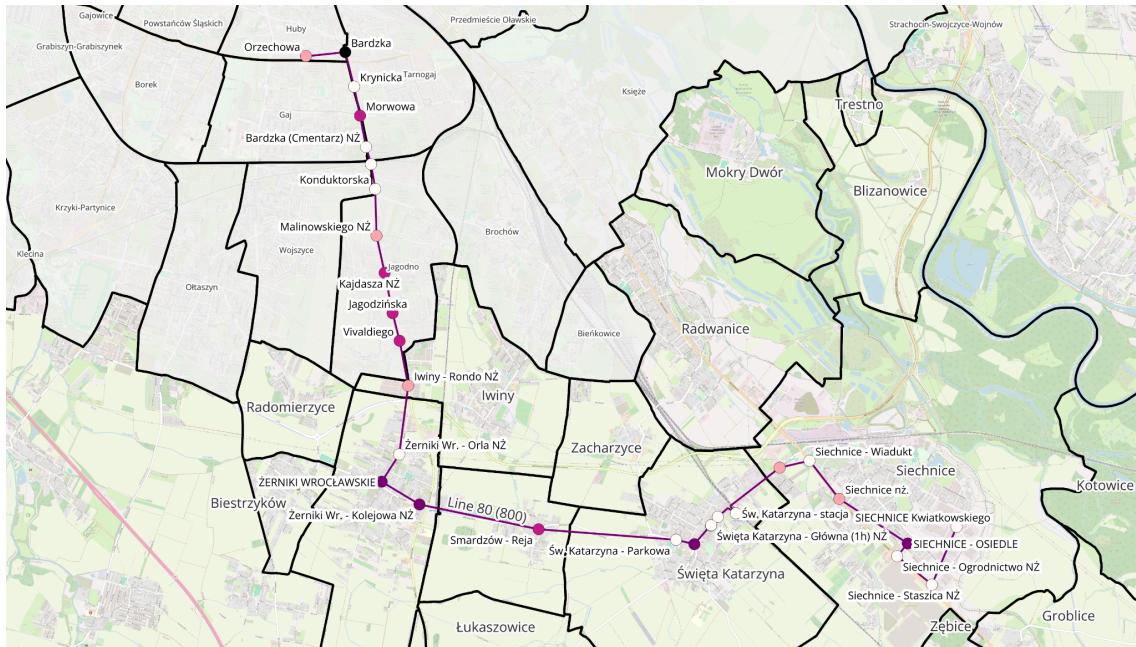 Gajowice
Powstańców Śląskich
Huby
Przedmieście Oławskie
Strachocin-Swojczyce-Wojnów
Grabiszyn-Grabiszynek
Orzechowa
Bardzka
Borek
Krynicka
Tarnogaj
Księże
Gaj
Morwowa
Trestno
Bardzka (Cmentarz) NŻ
Mokry Dwór
Konduktorska
Blizanowice
Krzyki-Partynice
Malinowskiego NŻ
Brochów
Klecina
Wojszyce
Jagodno
Ołtaszyn
Kajdasza NŻ
Jagodzińska
Vivaldiego
Bieńkowice
Radwanice
Iwiny - Rondo NŻ
Iwiny
Radomierzyce
Żerniki Wr. - Orla NŻ
Zacharzyce
Siechnice - Wiadukt
Siechnice
ŻERNIKI WROCŁAWSKIE
Kotowice
Biestrzyków
Siechnice nż.
Żerniki Wr. - Kolejowa NŻ
Line 80 (800)
Św. Katarzyna - stacja
SIECHNICE Kwiatkowskiego
Smardzów - Reja
Święta Katarzyna - Główna (1h) NŻ
SIECHNICE - OSIEDLE
Św. Katarzyna - Parkowa
Siechnice - Ogrodnictwo NŻ
Święta Katarzyna
Siechnice - Staszica NŻ
Groblice
Łukaszowice
Zębice